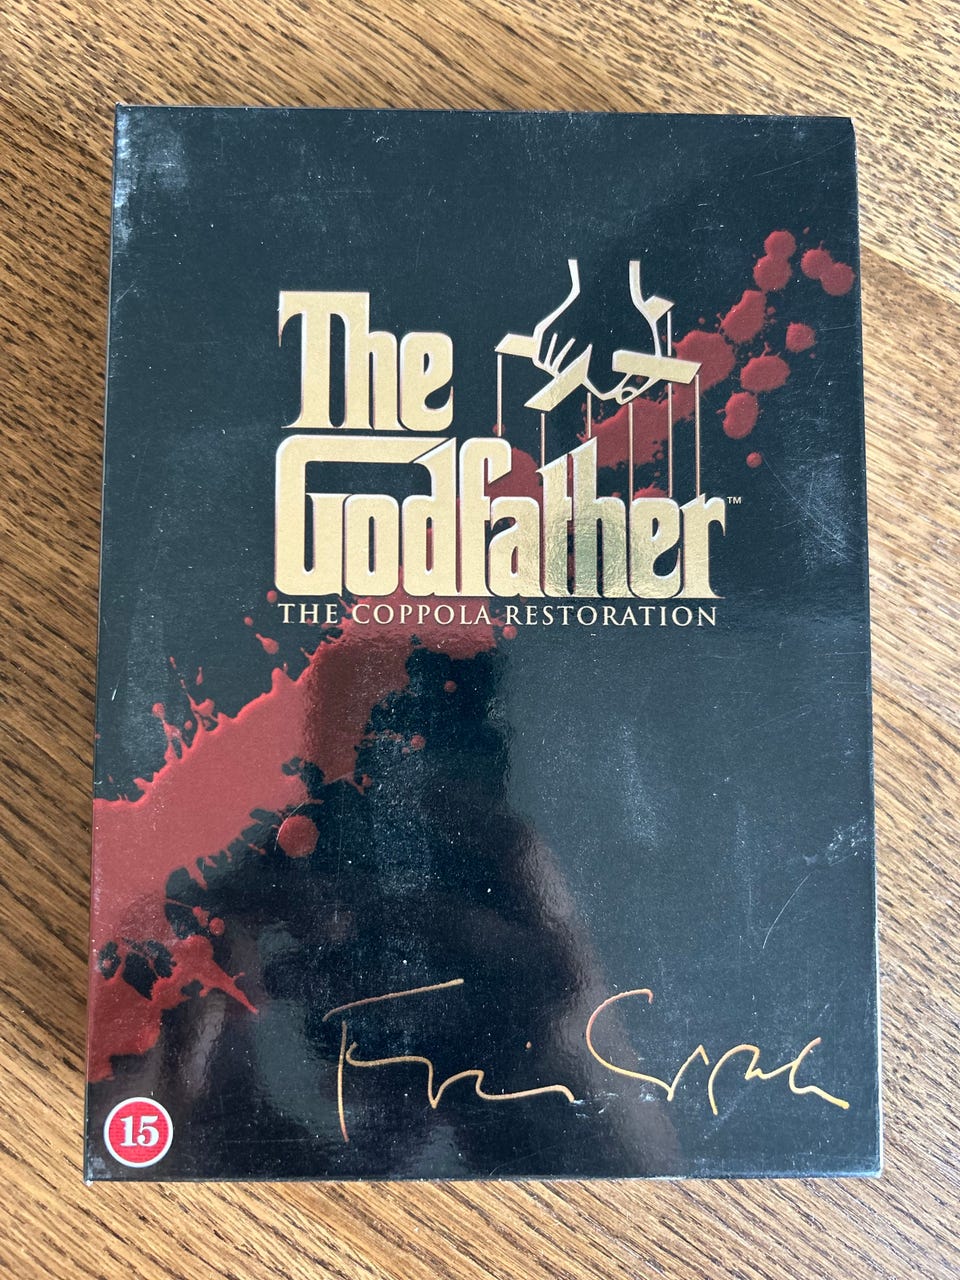 The
Godfather™
THE COPPOLA RESTORATION
15